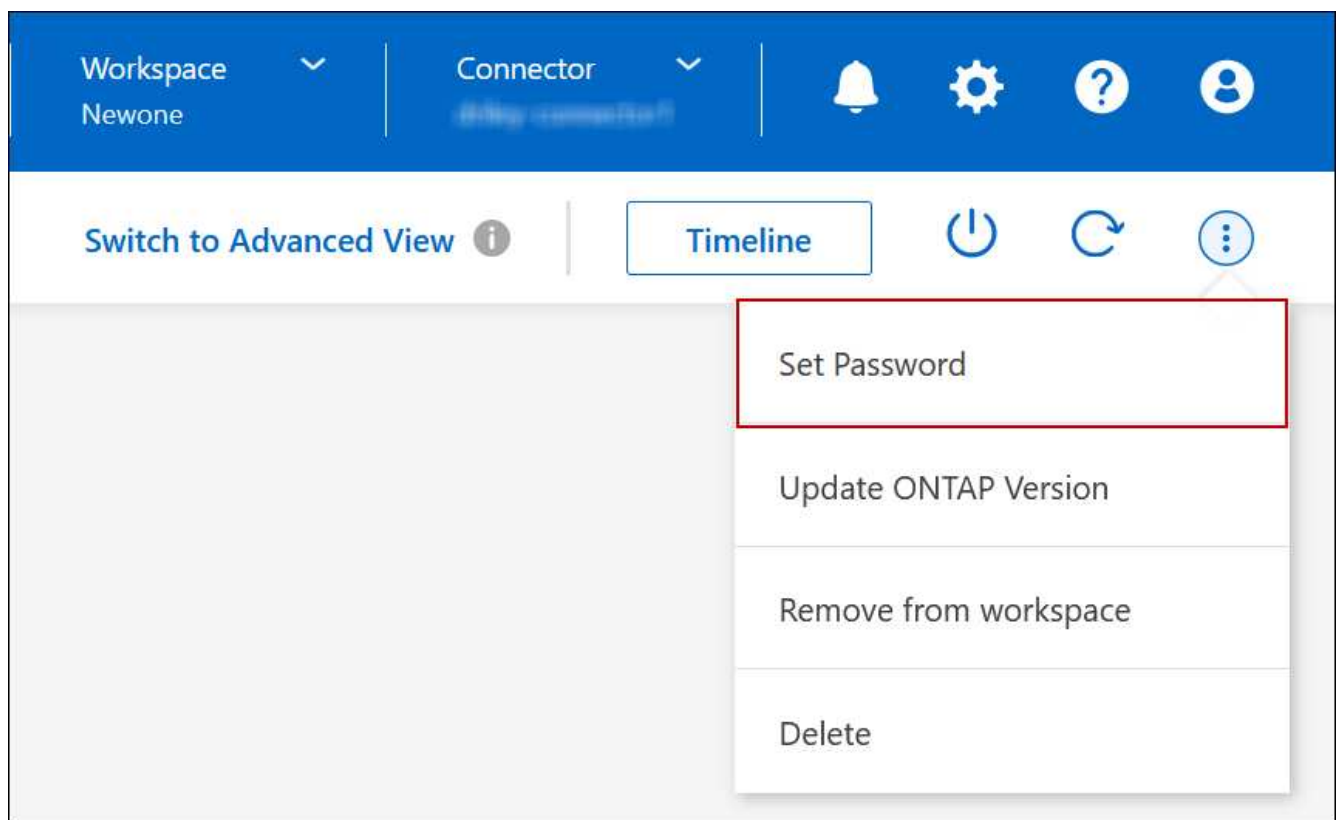 Workspace
Newone
Connector
Switch to Advanced View
Timeline
Set Password
Update ONTAP Version
Remove from workspace
Delete